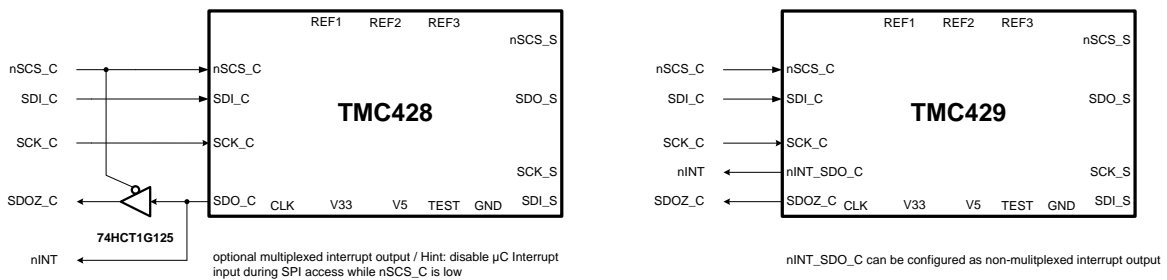 REF1 REF2 REF3
nSCS_S
nSCS_C nSCS_C
SDI_C SDI_C
SDO_S
TMC428
SCK_C SCK_C
SCK_S
SDOZ_C SDO_C CLK V33 V5 TEST GND SDI_S
74HCT1G125
nINT
optional multiplexed interrupt output / Hint: disable µC Interrupt
input during SPI access while nSCS_C is low
REF1 REF2 REF3
nSCS_S
nSCS_C nSCS_C
SDI_C SDI_C
SDO_S
TMC429
SCK_C SCK_C
nINT nINT_SDO_C SCK_S
SDOZ_C SDOZ_C CLK V33 V5 TEST GND SDI_S
nINT_SDO_C can be configured as non-mulitplexed interrupt output